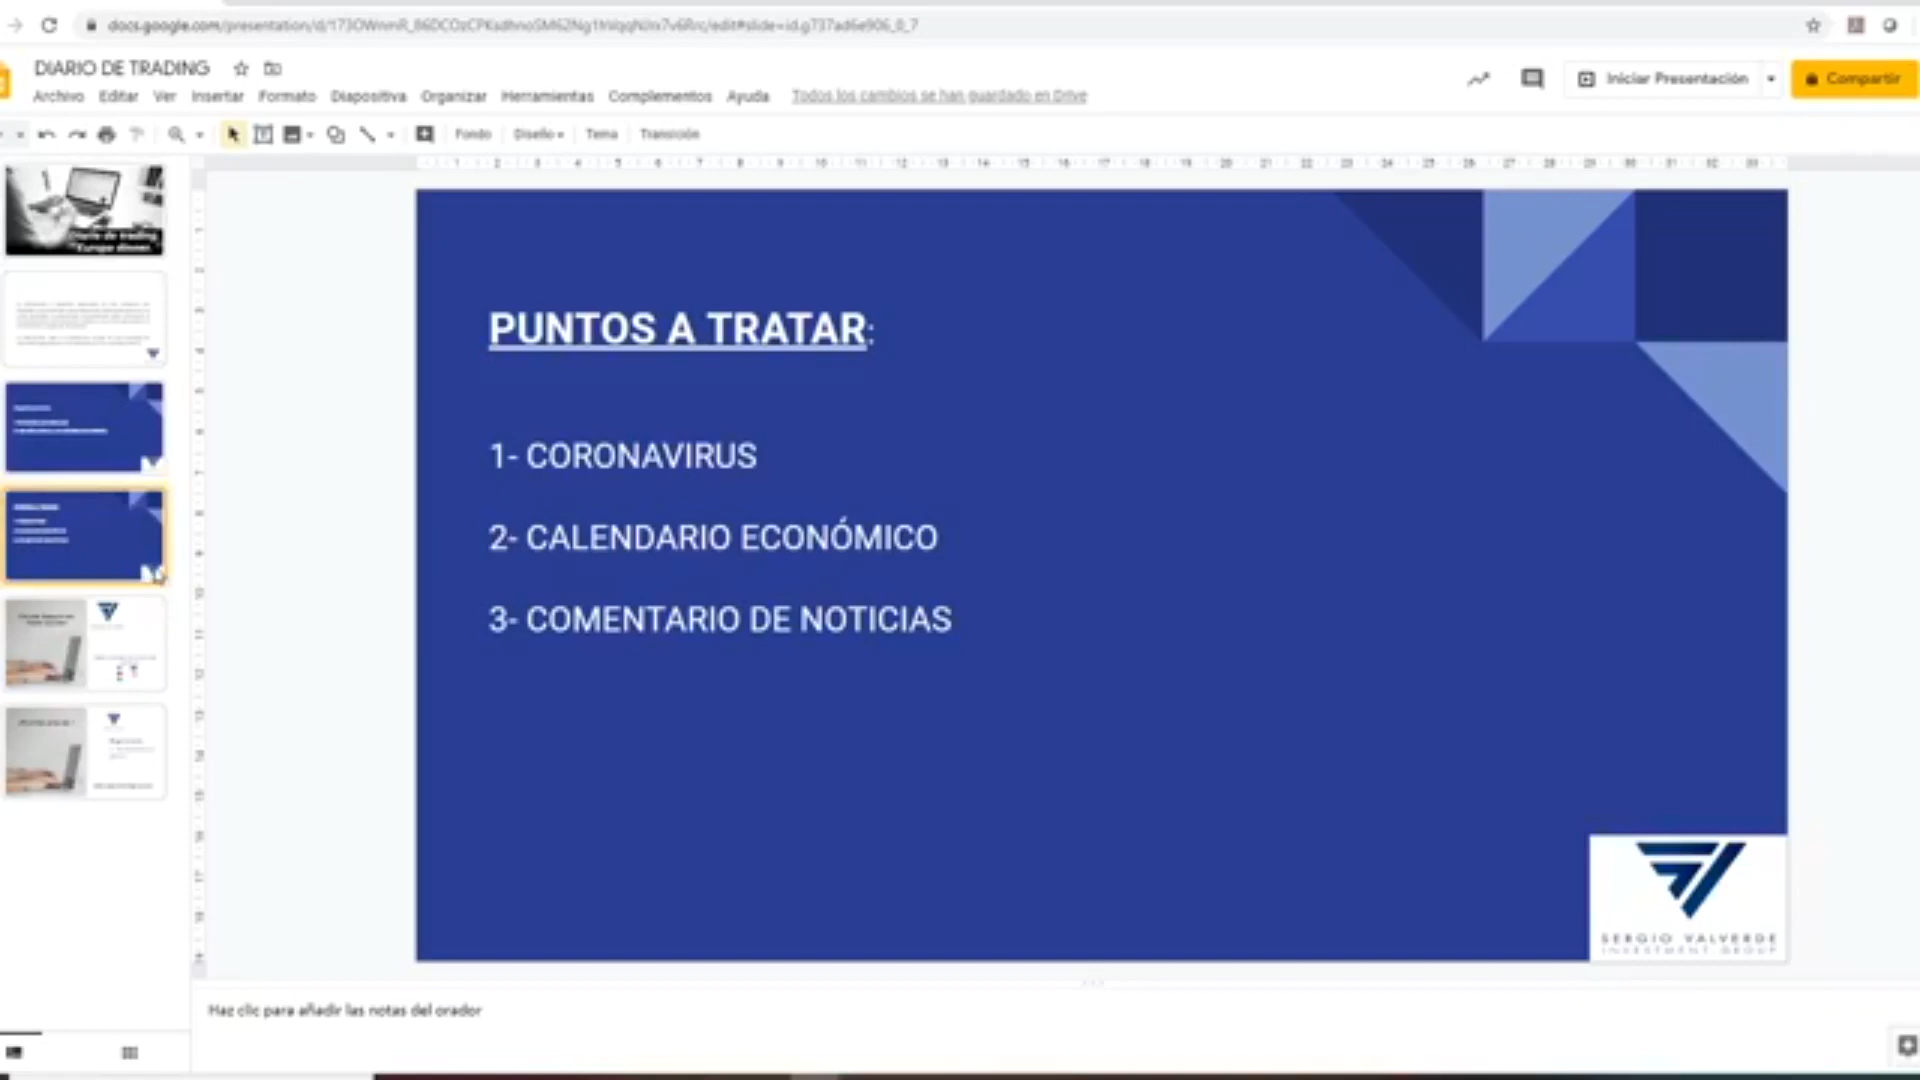 DIARIO DE TRADING
Archivo Editar Ver Insertar Formato Diapositiva Organizar Herramientas Complementos Ayuda Todos los cambios se han guardado en Drive
Iniciar Presentación
Compartir
Fondo Diseño Tema Transición
PUNTOS A TRATAR:
1- CORONAVIRUS
2- CALENDARIO ECONÓMICO
3- COMENTARIO DE NOTICIAS
SERGIO VALVERDE
INVESTMENT GROUP
Haz clic para añadir las notas del orador